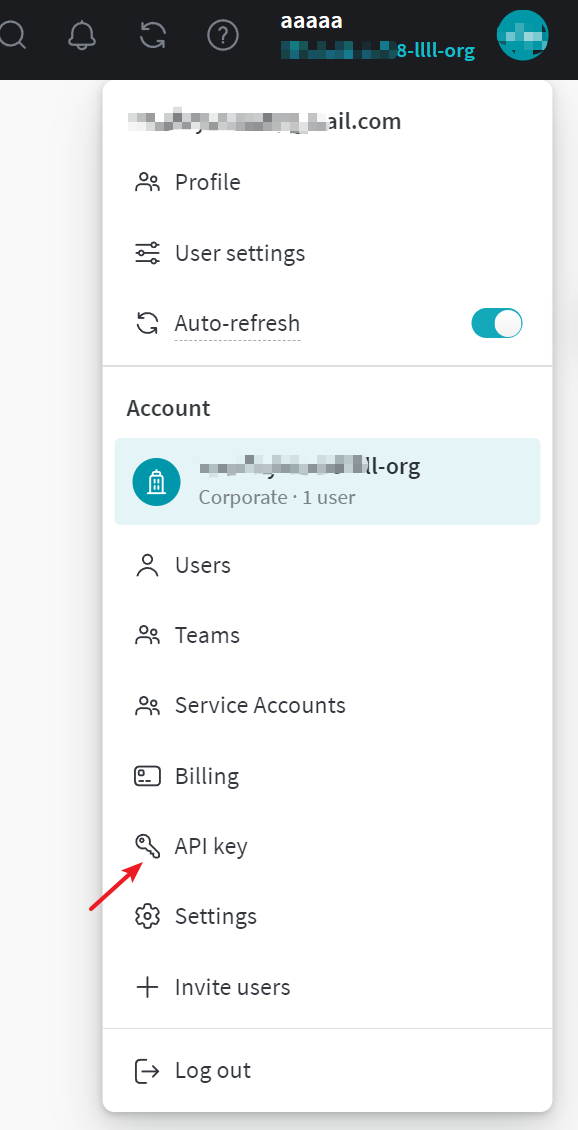 aaaaa
8-llll-org
ail.com
Profile
User settings
Auto-refresh
Account
ll-org
Corporate · 1 user
Users
Teams
Service Accounts
Billing
API key
Settings
Invite users
Log out